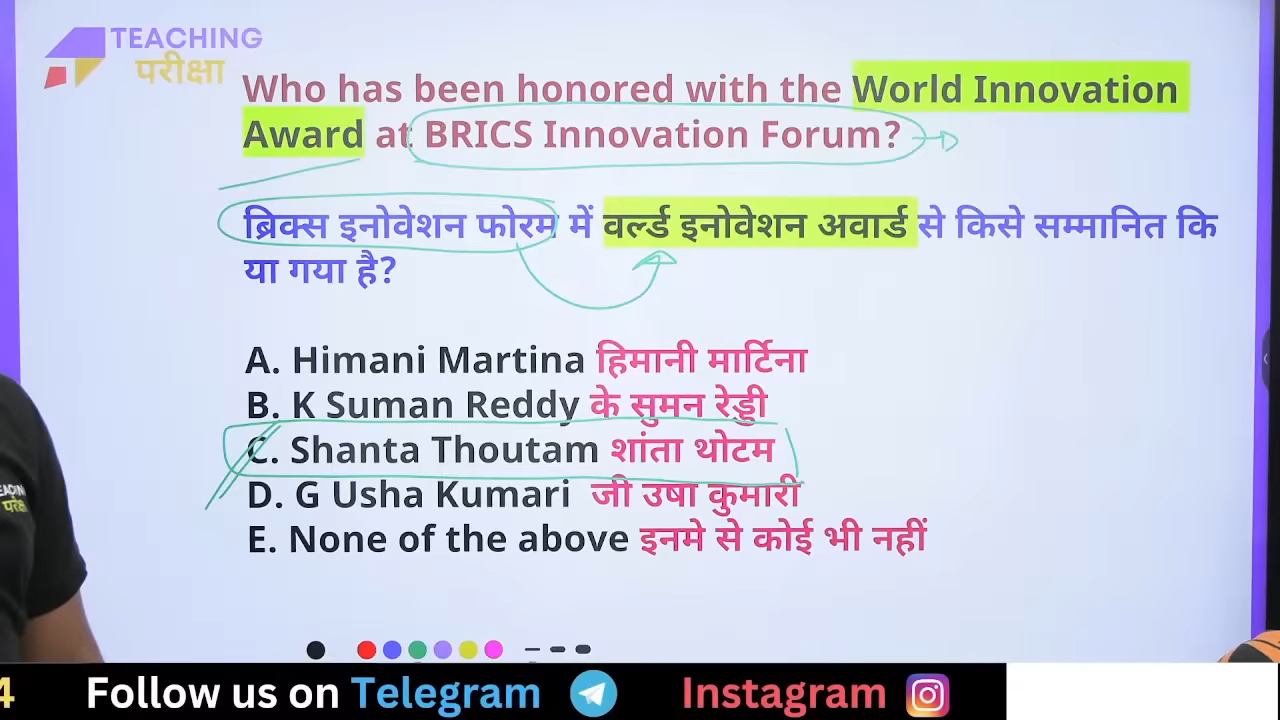 TEACHING
परीक्षा
Who has been honored with the World Innovation
Award at BRICS Innovation Forum?
ब्रिक्स इनोवेशन फोरम में वर्ल्ड इनोवेशन अवार्ड से किसे सम्मानित कि
या गया है?
A. Himani Martina हिमानी मार्टिना
B. K Suman Reddy के सुमन रेड्डी
C. Shanta Thoutam शांता थोटम
D. G Usha Kumari जी उषा कुमारी
E. None of the above इनमे से कोई भी नहीं
4 Follow us on Telegram Instagram